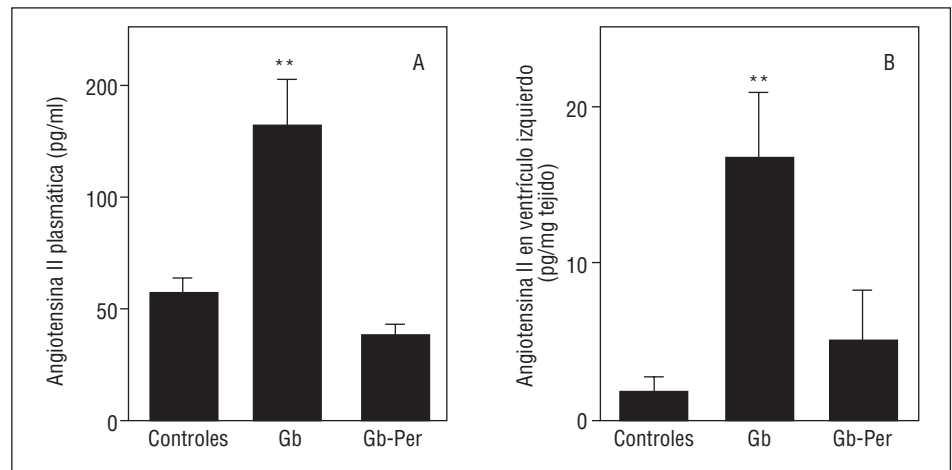 A
Angiotensina II plasmática (pg/ml)
200
100
50
0
**
Controles
Gb
Gb-Per
B
Angiotensina II en ventrículo izquierdo
(pg/mg tejido)
20
10
0
**
Controles
Gb
Gb-Per